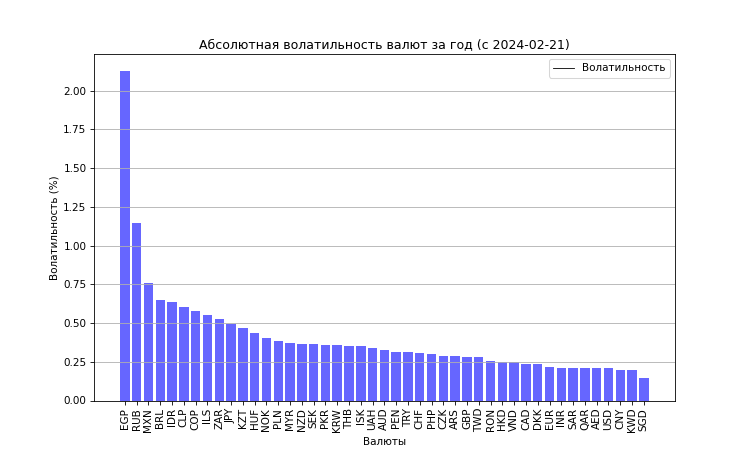 Абсолютная волатильность валют за год (с 2024-02-21)
Волатильность
Волатильность (%)
2.00
1.75
1.50
1.25
1.00
0.75
0.50
0.25
0.00
EGP
RUB
MXN
BRL
IDR
CLP
COP
ILS
ZAR
JPY
KZT
HUF
NOK
PLN
MYR
NZD
SEK
PKR
KRW
THB
ISK
UAH
AUD
PEN
TRY
CHF
PHP
CZK
ARS
GBP
TWD
RON
HKD
VND
CAD
DKK
EUR
INR
SAR
QAR
AED
USD
CNY
KWD
SGD
Валюты